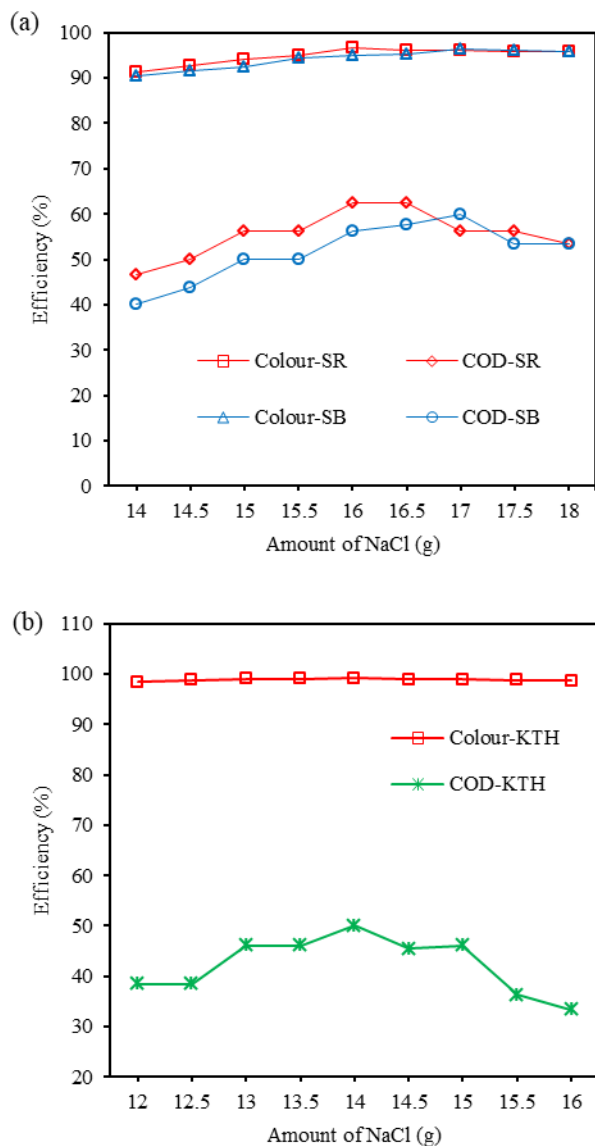 (a)
100
90
80
70
60
50
40
30
20
10
0
Efficiency (%)
Colour-SR
COD-SR
Colour-SB
COD-SB
14 14.5 15 15.5 16 16.5 17 17.5 18
Amount of NaCl (g)
(b)
110
100
90
80
70
60
50
40
30
20
Efficiency (%)
Colour-KTH
COD-KTH
12 12.5 13 13.5 14 14.5 15 15.5 16
Amount of NaCl (g)